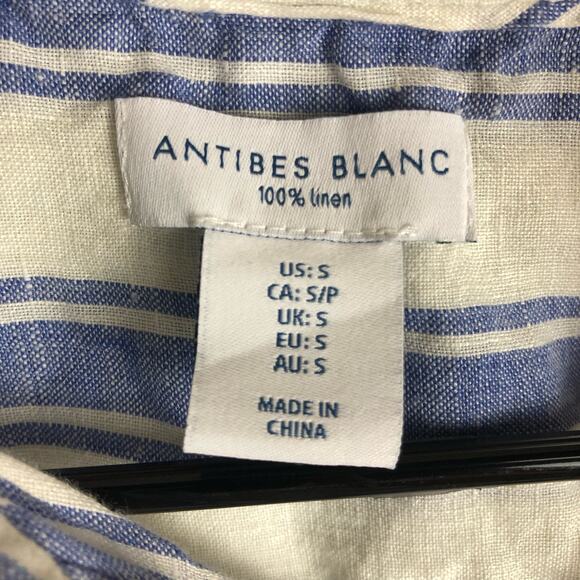 ANTIBES BLANC
100% linen
US: S
CA: S/P
UK: S
EU: S
AU: S
MADE IN
CHINA